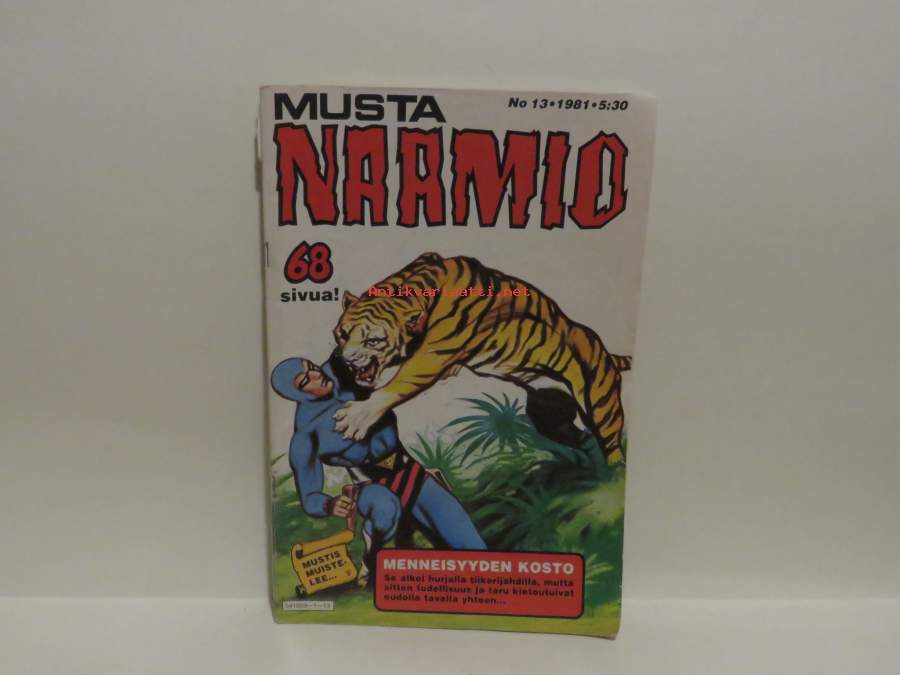 MUSTA
No 13•1981•5:30
NAAMIO
68
sivua!
Antikvariaatti.net
MUSTIS
MUISTE-
LEE...
MENNEISYYDEN KOSTO
Se alkoi hurjalla tiikerijahdilla, mutta
sitten todellisuus ja taru kietoutuivat
oudolla tavalla yhteen...